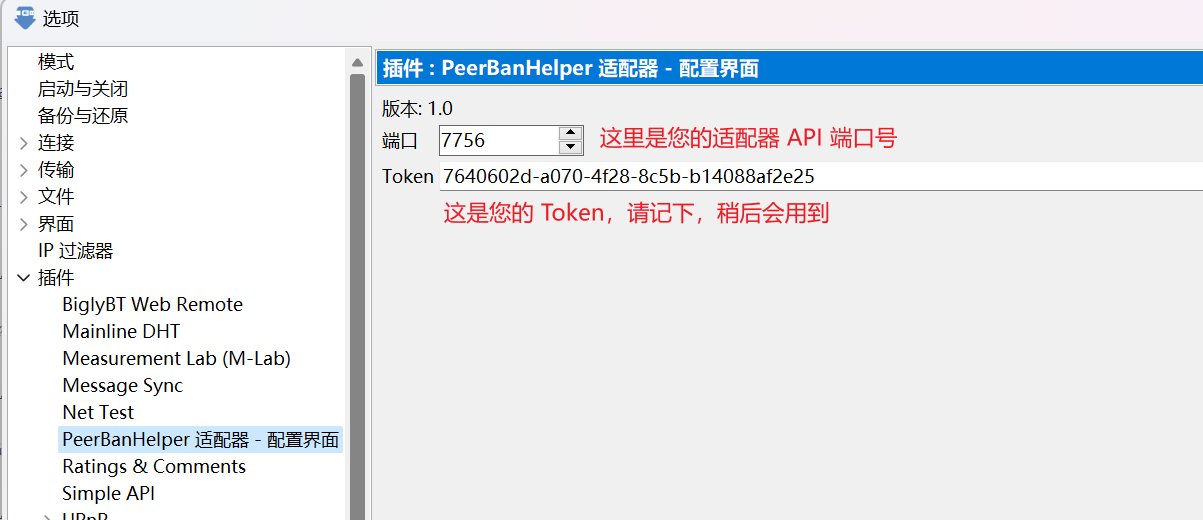 选项
模式
启动与关闭
备份与还原
连接
传输
文件
界面
IP 过滤器
插件
BiglyBT Web Remote
Mainline DHT
Measurement Lab (M-Lab)
Message Sync
Net Test
PeerBanHelper 适配器 - 配置界面
Ratings & Comments
Simple API
UPnP
插件 : PeerBanHelper 适配器 - 配置界面
版本: 1.0
端口 7756 这里是您的适配器 API 端口号
Token 7640602d-a070-4f28-8c5b-b14088af2e25
这是您的 Token，请记下，稍后会用到